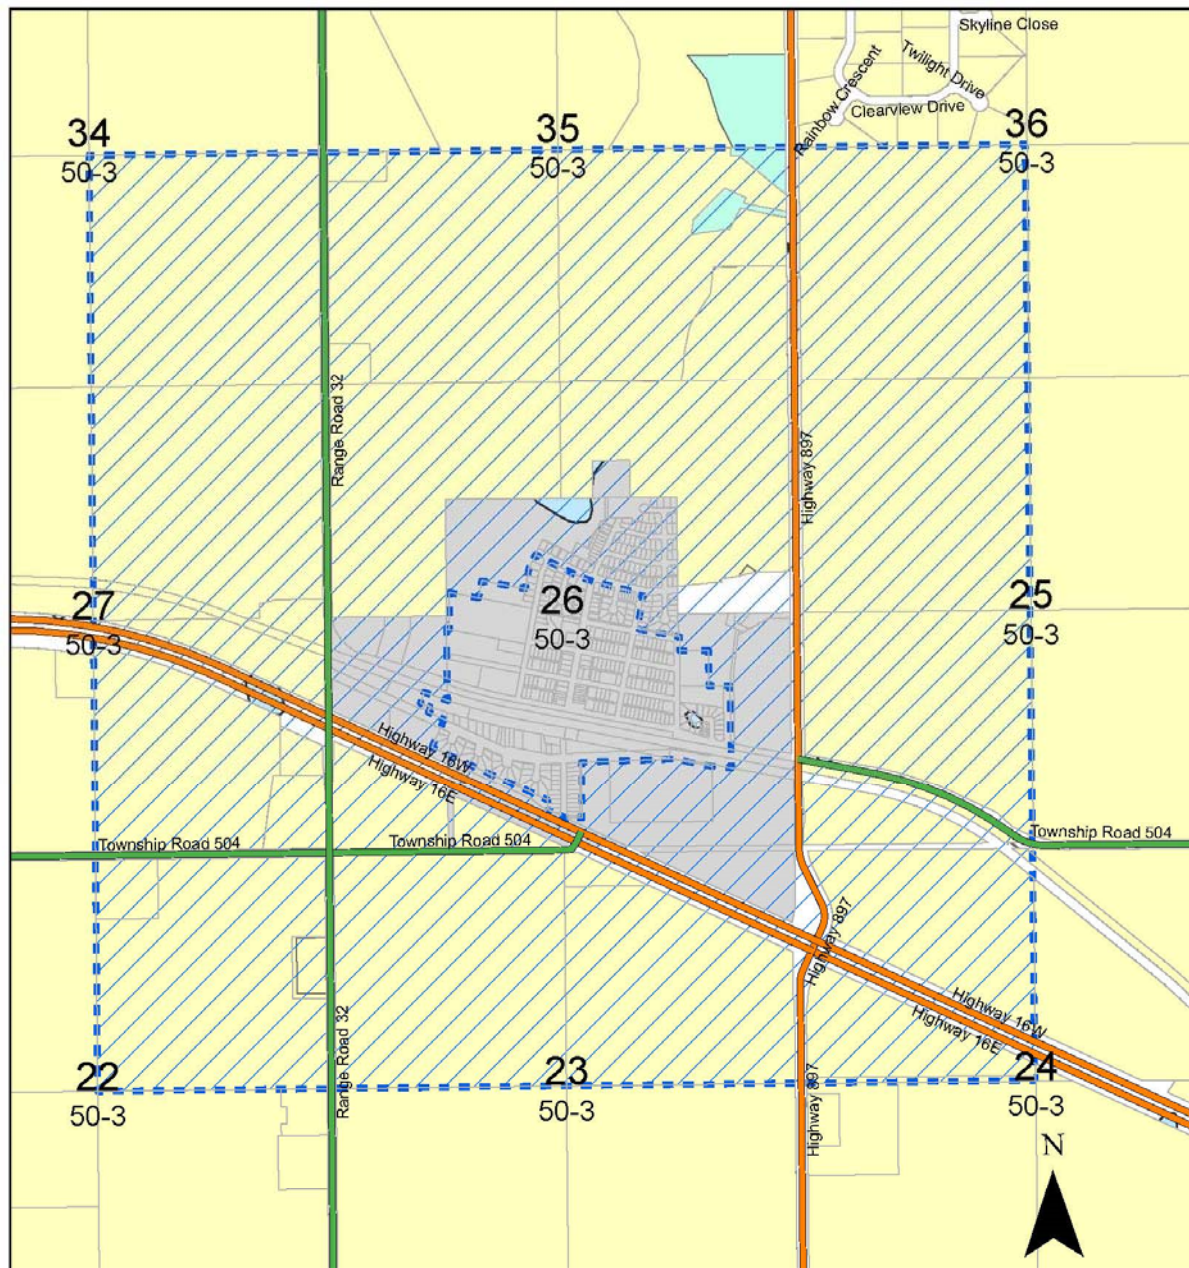 Skyline Close
Twilight Drive
Rainbow Crescent
Clearview Drive
34
50-3
35
50-3
36
50-3
Range Road 32
Highway 897
27
50-3
26
50-3
25
50-3
Highway 16W
Highway 16E
Township Road 504
Township Road 504
Township Road 504
Highway 897
Highway 16W
Highway 16E
Range Road 32
Highway 897
22
50-3
23
50-3
24
50-3
N